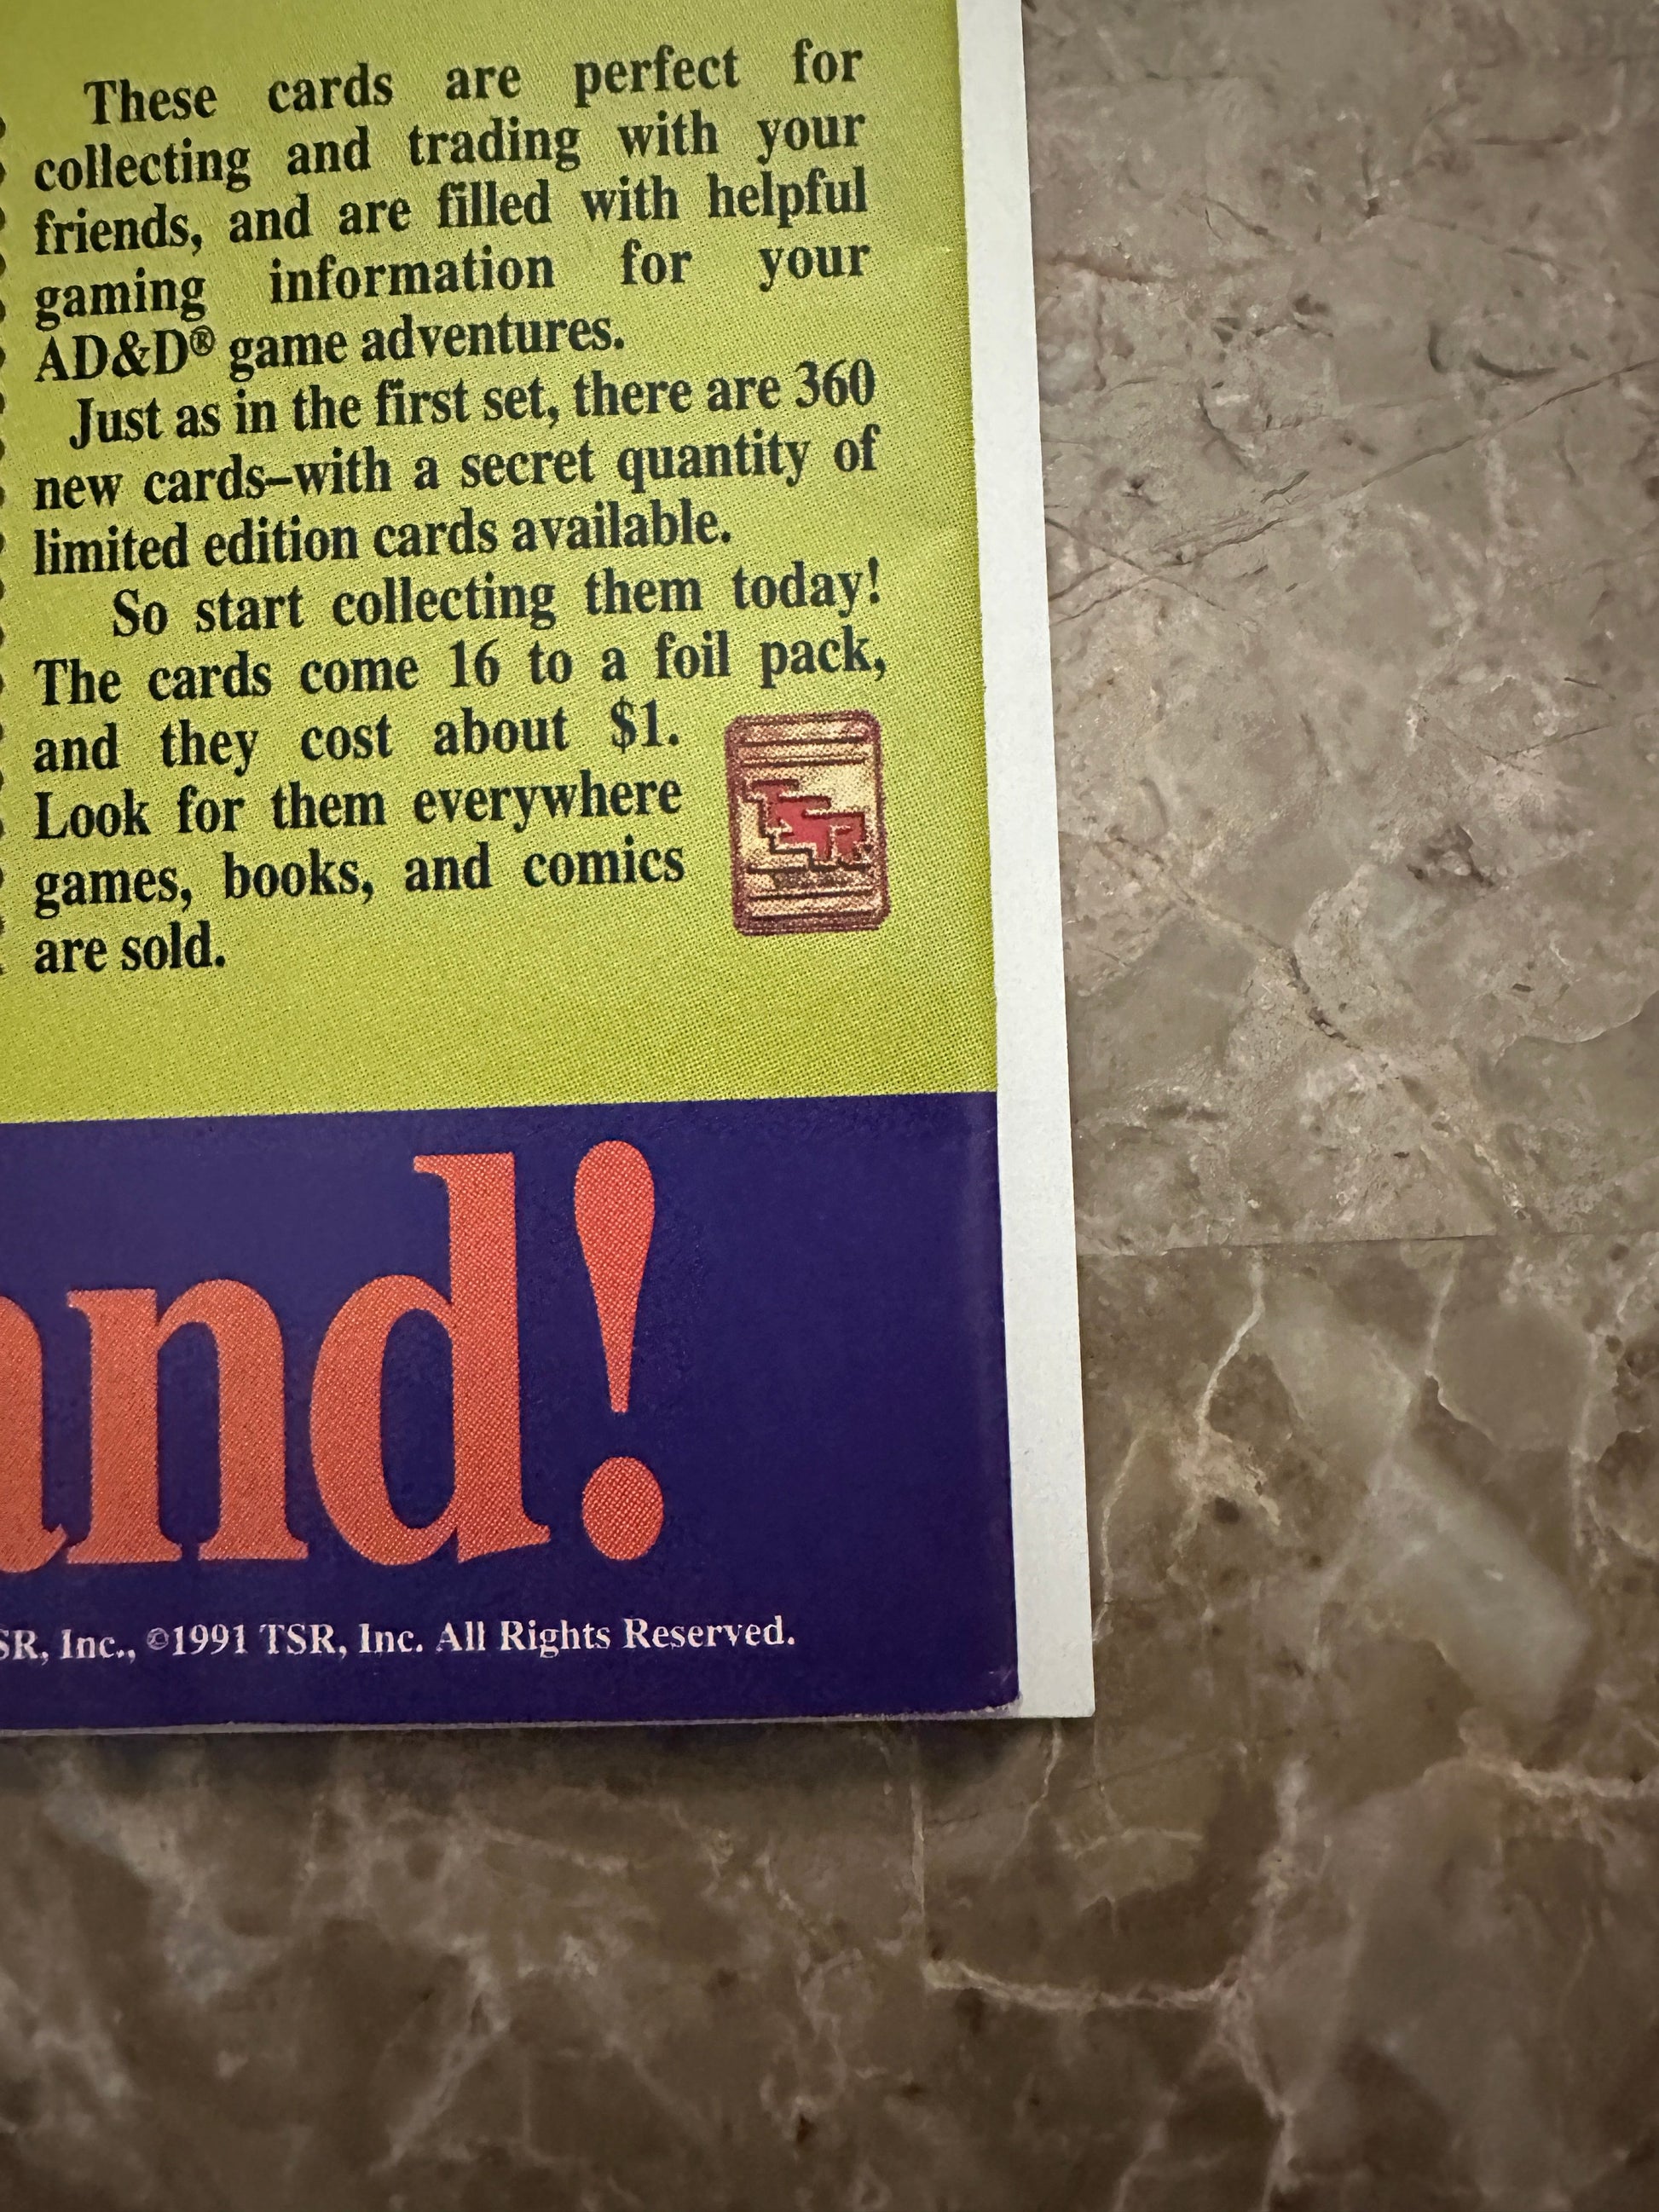 These cards are perfect for
collecting and trading with your
friends, and are filled with helpful
gaming information for your
AD&D® game adventures.
Just as in the first set, there are 360
new cards–with a secret quantity of
limited edition cards available.
So start collecting them today!
The cards come 16 to a foil pack,
and they cost about $1.
Look for them everywhere
games, books, and comics
are sold.
TSR
and!
SR, Inc., ©1991 TSR, Inc. All Rights Reserved.